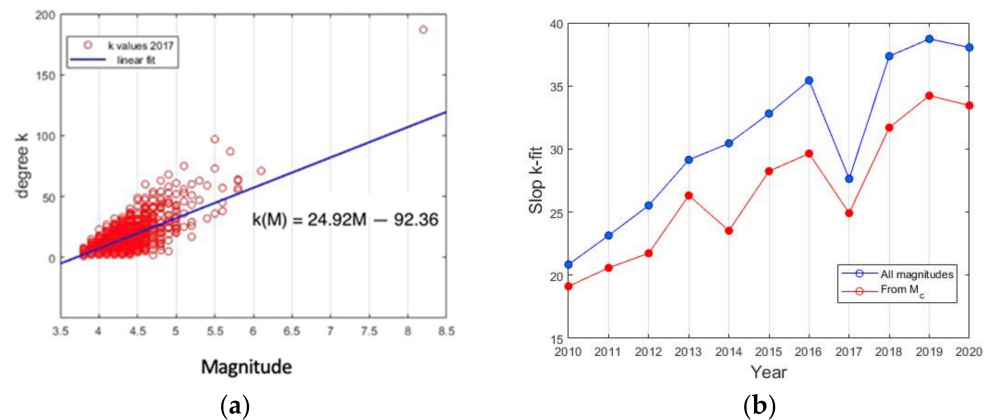 200
150
100
50
0
degree k
k values 2017
linear fit
k(M) = 24.92M — 92.36
3.5 4 4.5 5 5.5 6 6.5 7 7.5 8 8.5
Magnitude
(a)
40
35
30
25
20
15
Slop k-fit
All magnitudes
From Mc
2010 2011 2012 2013 2014 2015 2016 2017 2018 2019 2020
Year
(b)